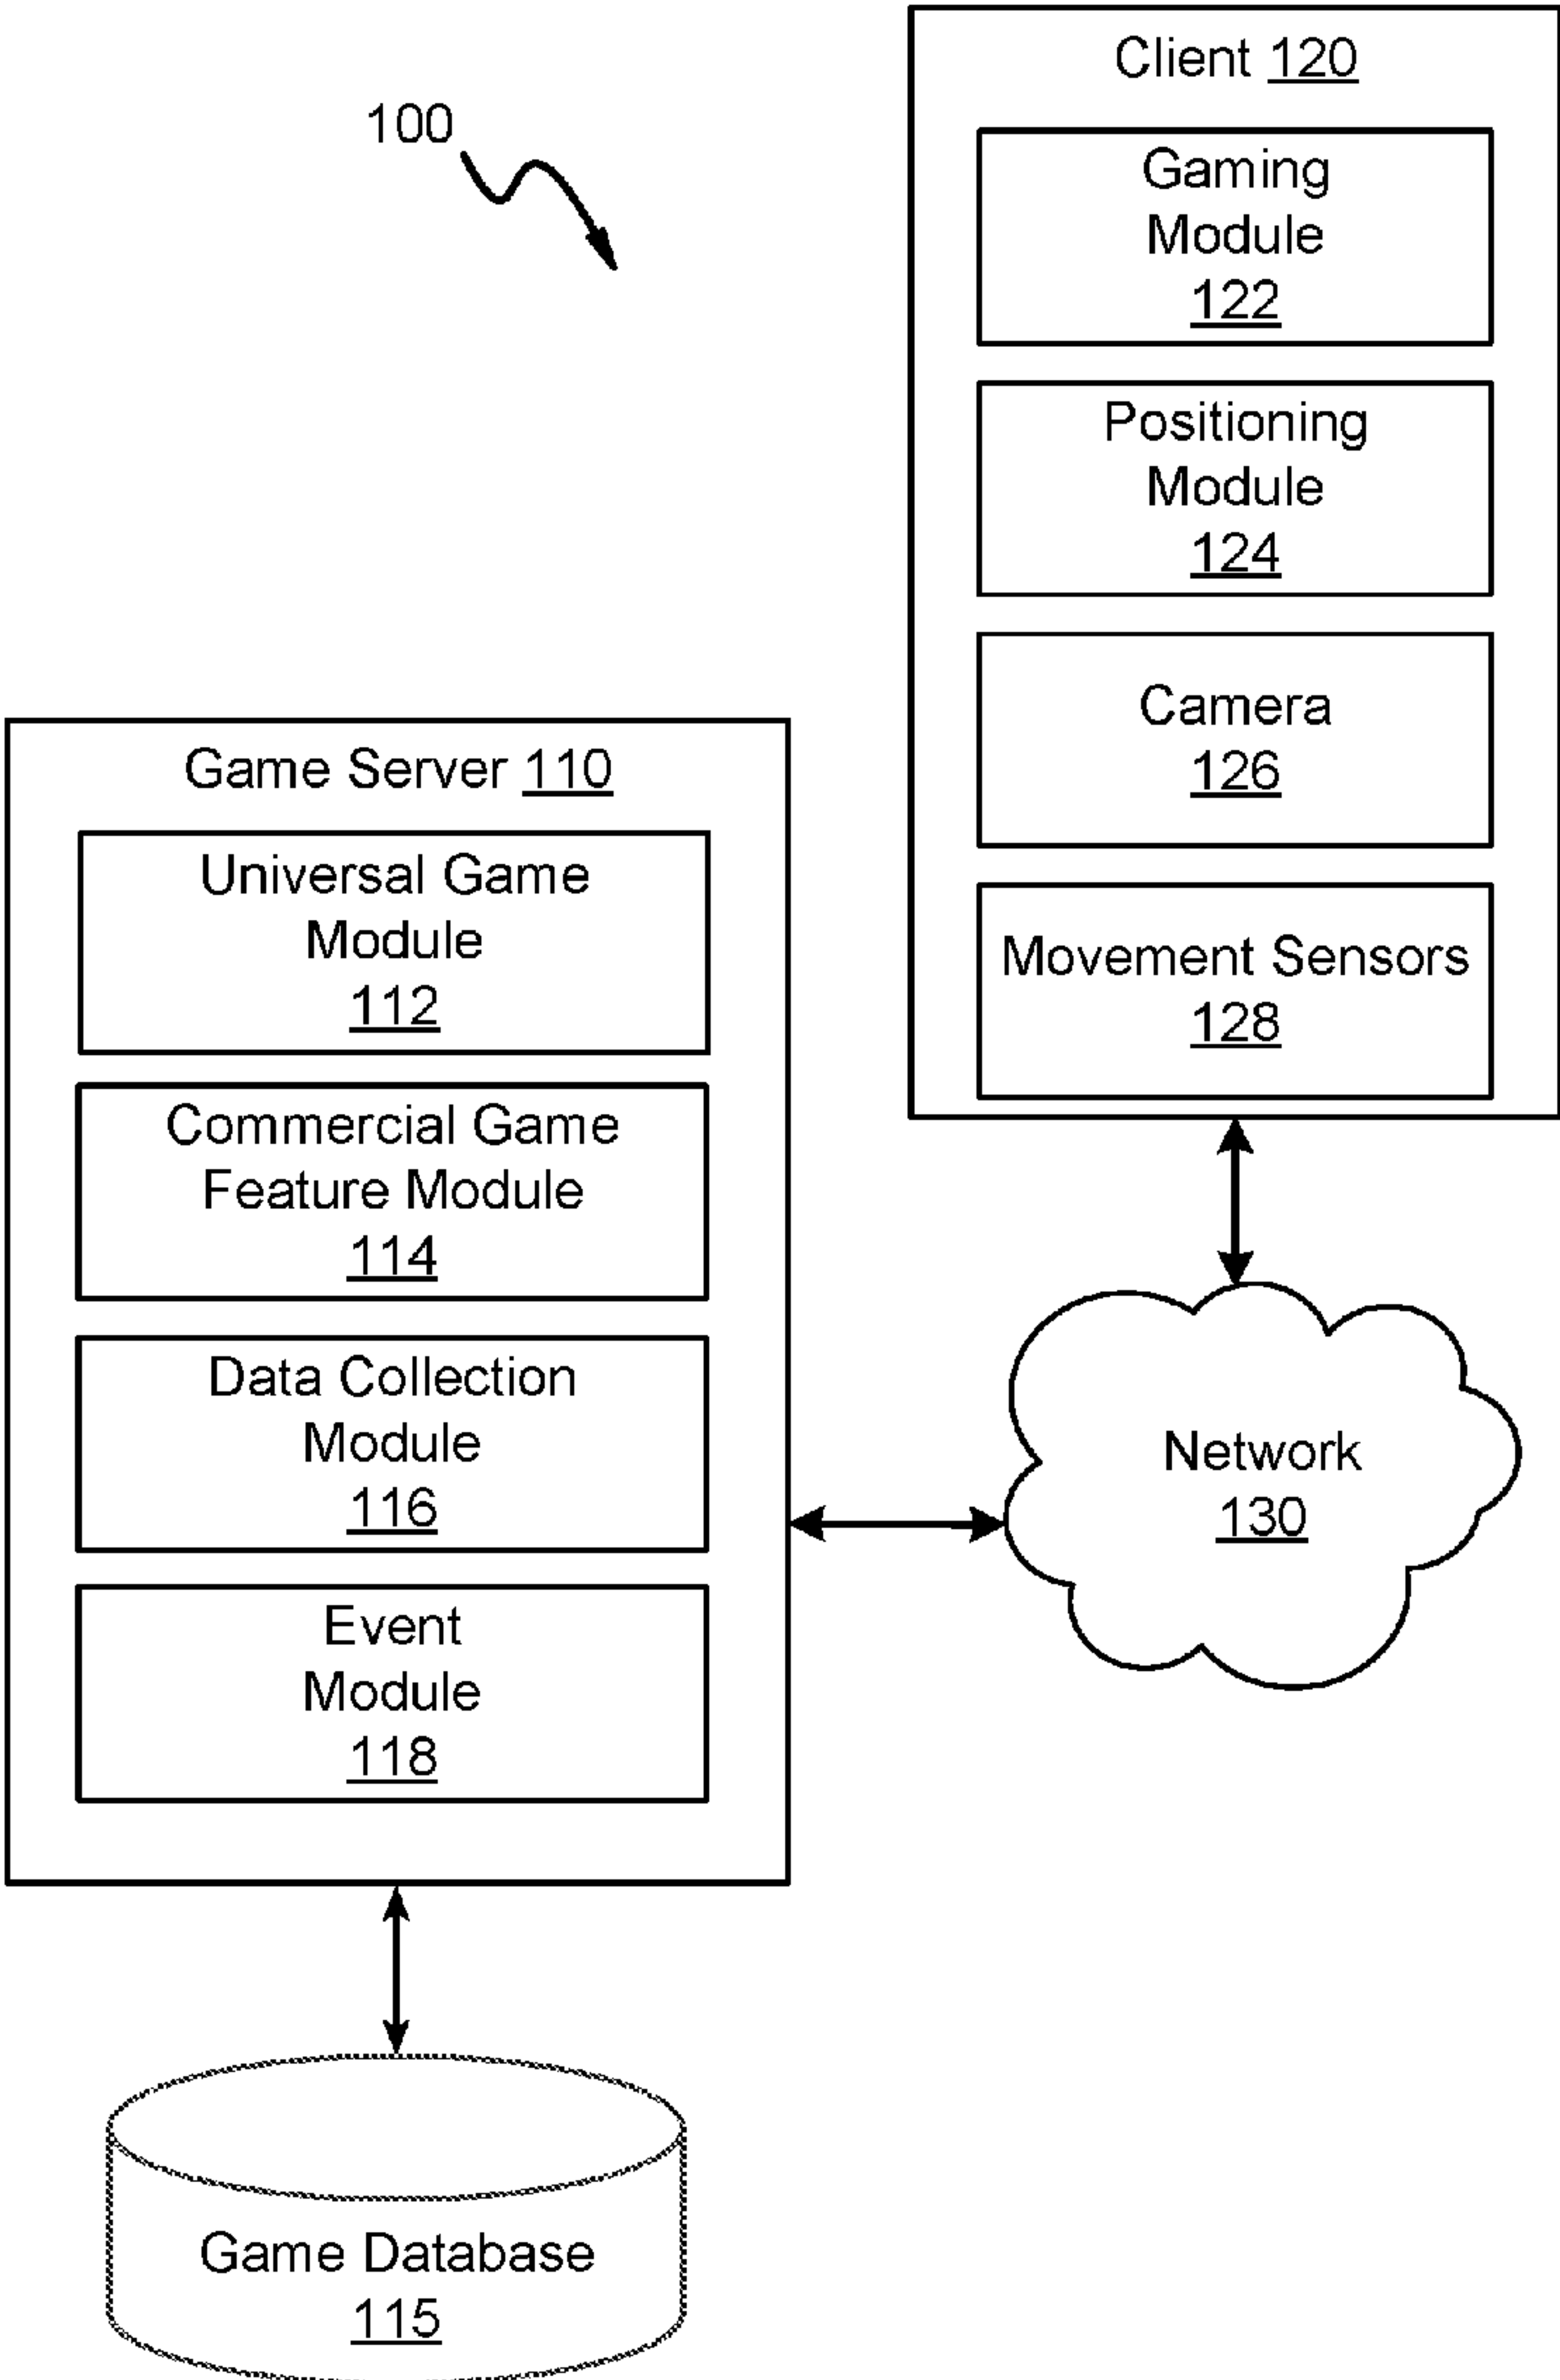 100
Client 120
Gaming
Module
122
Positioning
Module
124
Camera
126
Movement Sensors
128
Game Server 110
Universal Game
Module
112
Commercial Game
Feature Module
114
Data Collection
Module
116
Event
Module
118
Network
130
Game Database
115